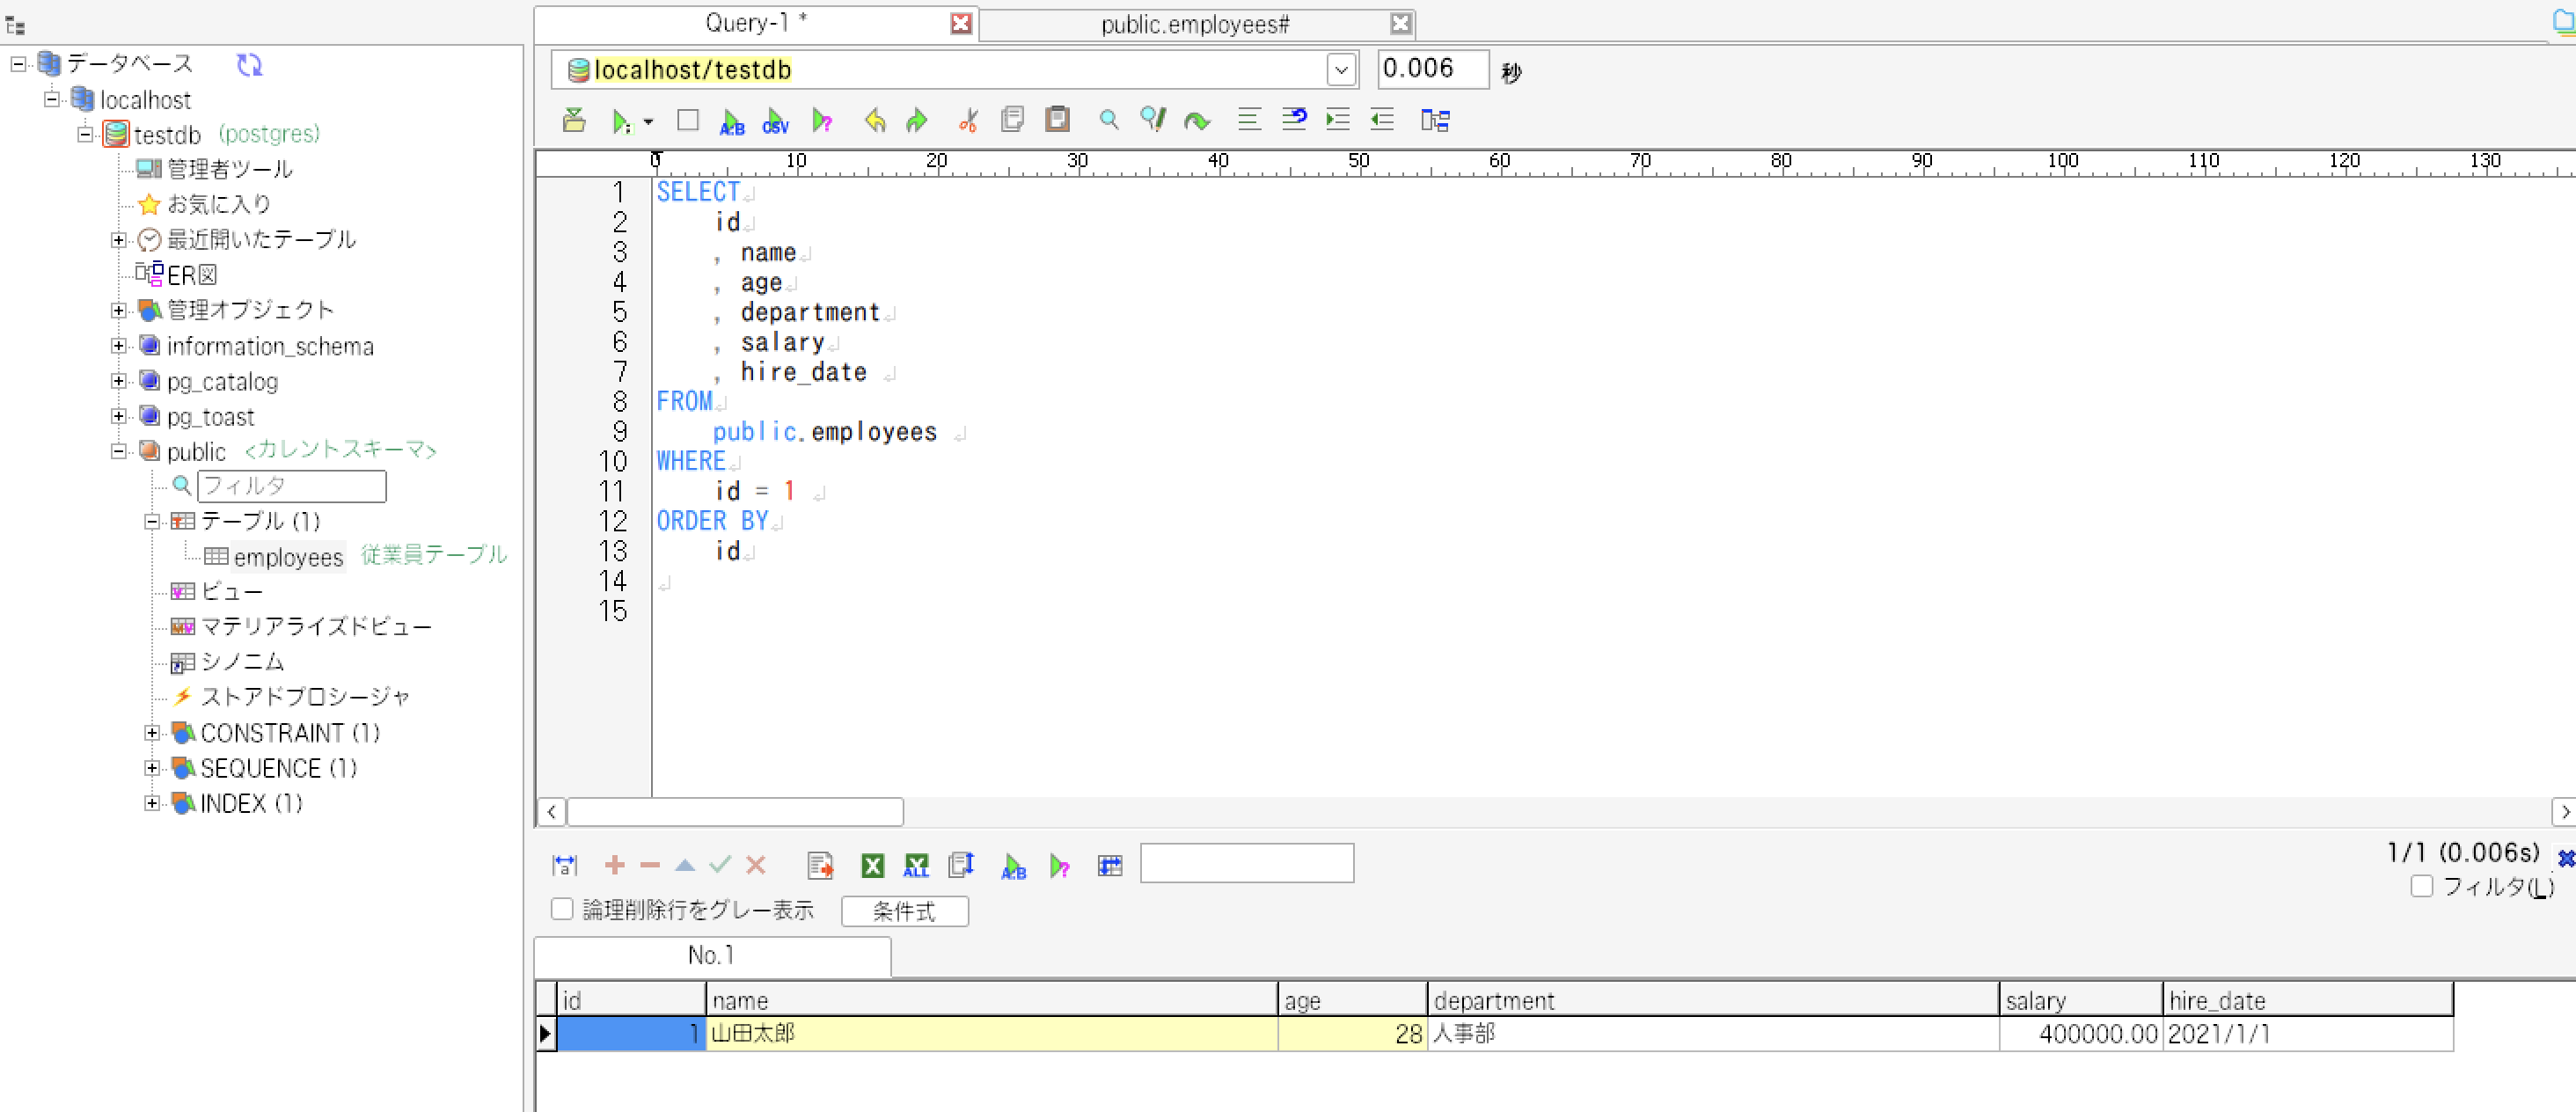 データベース
localhost
testdb (postgres)
管理者ツール
お気に入り
最近開いたテーブル
ER図
管理オブジェクト
information_schema
pg_catalog
pg_toast
public <カレントスキーマ>
フィルタ
テーブル (1)
employees 従業員テーブル
ビュー
マテリアライズドビュー
シノニム
ストアドプロシージャ
CONSTRAINT (1)
SEQUENCE (1)
INDEX (1)
Query-1 * public.employees#
localhost/testdb 0.006 秒
A:B CSV
0 10 20 30 40 50 60 70 80 90 100 110 120 130
1 SELECT
2 id
3 , name
4 , age
5 , department
6 , salary
7 , hire_date
8 FROM
9 public.employees
10 WHERE
11 id = 1
12 ORDER BY
13 id
14
15
a X ALL A:B 1/1 (0.006s)
論理削除行をグレー表示 条件式 フィルタ(L)
No.1
id name age department salary hire_date
1 山田太郎 28 人事部 400000.00 2021/1/1